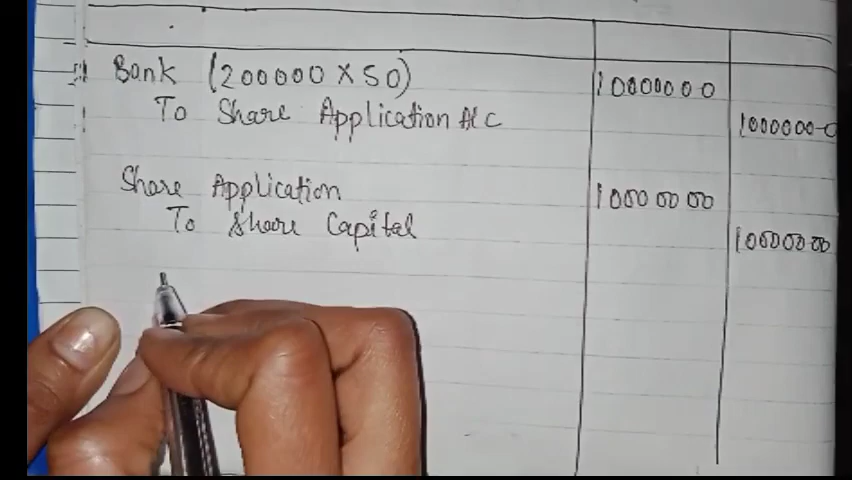 Bank (200000 X 50) 10000000
To Share Application A/C 10000000
Share Application 10000000
To Share Capital 10000000